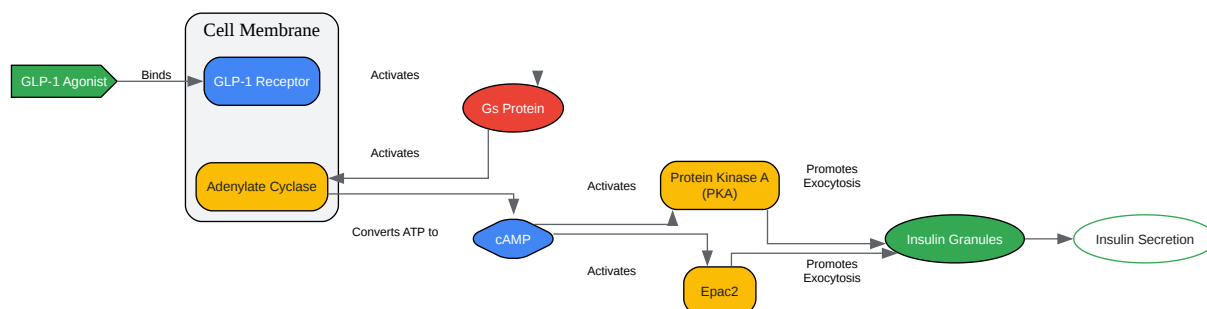 Cell Membrane
GLP-1 Agonist
Binds
GLP-1 Receptor
Activates
Gs Protein
Activates
Adenylate Cyclase
Converts ATP to
cAMP
Activates
Protein Kinase A
(PKA)
Promotes
Exocytosis
Activates
Epac2
Promotes
Exocytosis
Insulin Granules
Insulin Secretion